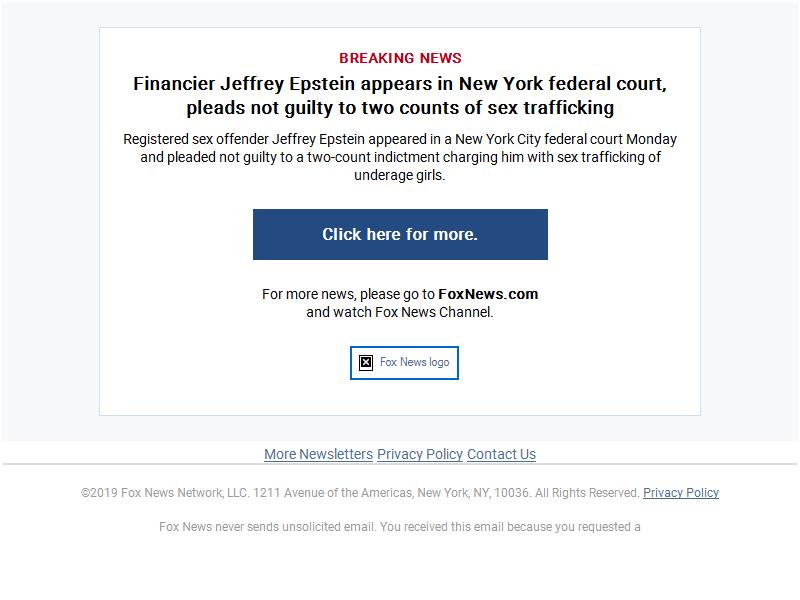 BREAKING NEWS
Financier Jeffrey Epstein appears in New York federal court,
pleads not guilty to two counts of sex trafficking
Registered sex offender Jeffrey Epstein appeared in a New York City federal court Monday
and pleaded not guilty to a two-count indictment charging him with sex trafficking of
underage girls.
Click here for more.
For more news, please go to FoxNews.com
and watch Fox News Channel.
Fox News logo
More Newsletters Privacy Policy Contact Us
©2019 Fox News Network, LLC. 1211 Avenue of the Americas, New York, NY, 10036. All Rights Reserved. Privacy Policy
Fox News never sends unsolicited email. You received this email because you requested a